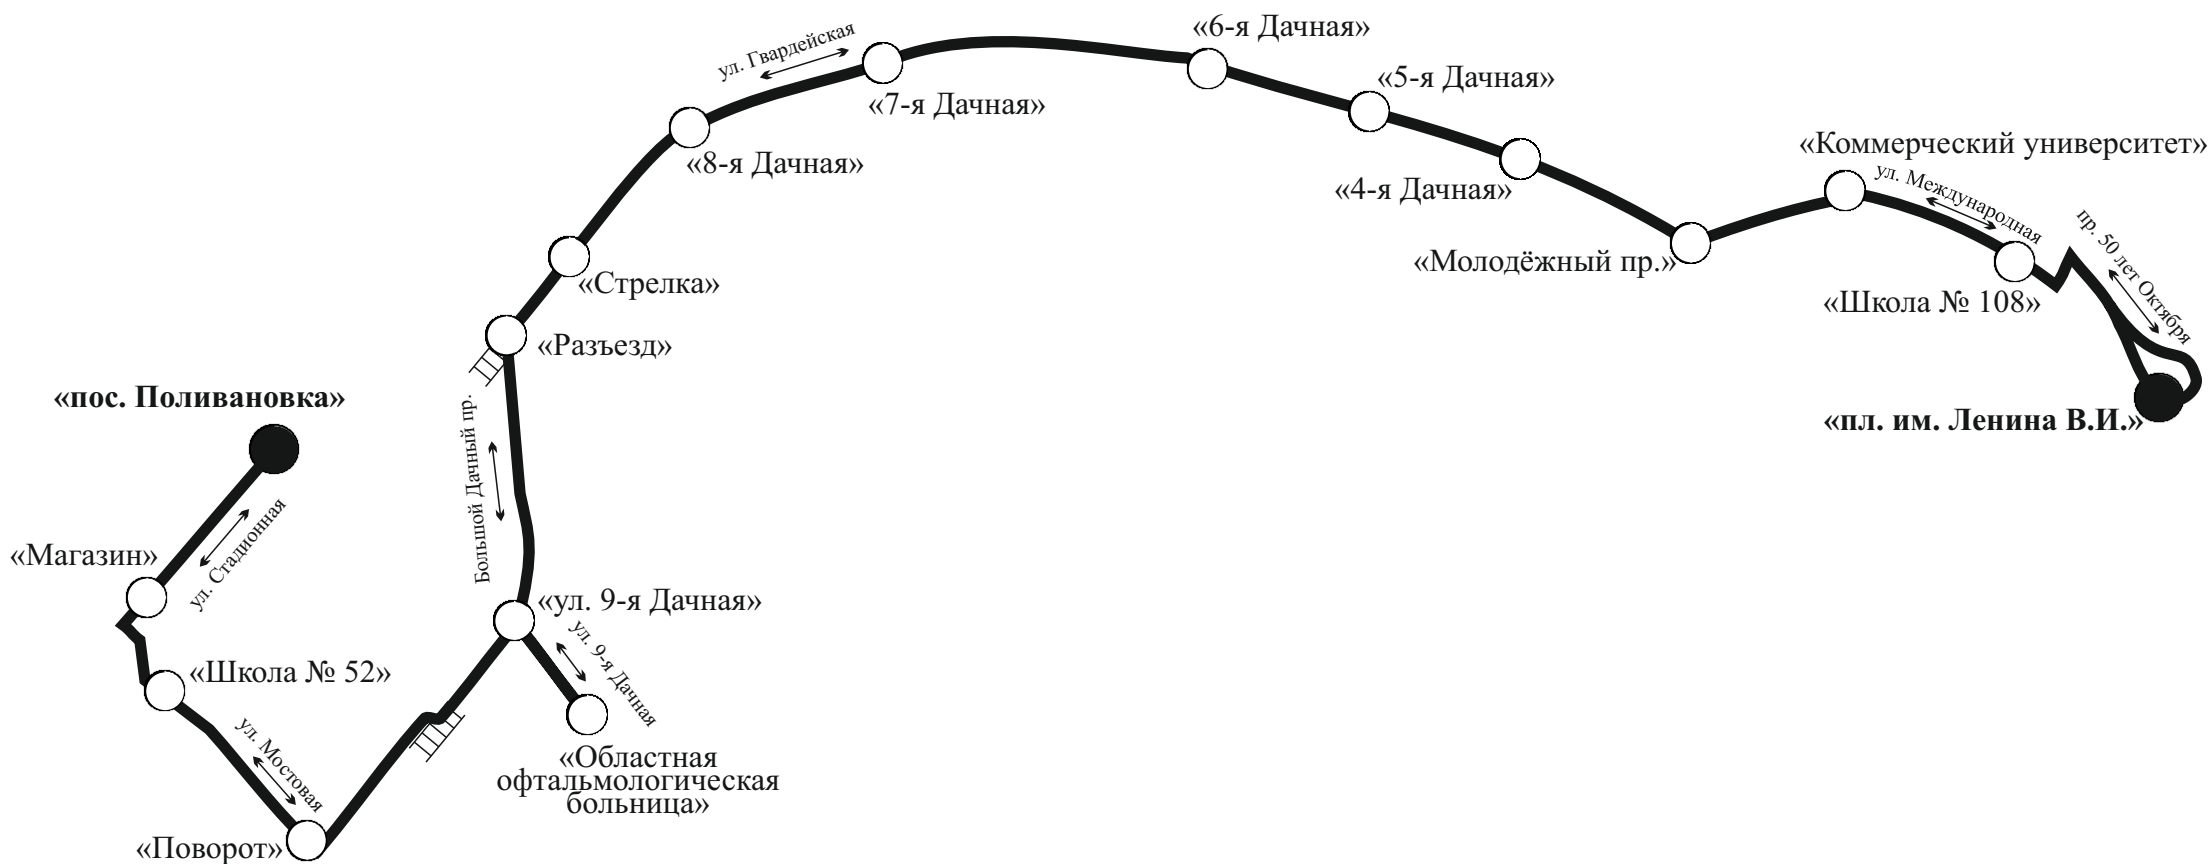 «6-я Дачная»
ул. Гвардейская
«5-я Дачная»
«7-я Дачная»
«Коммерческий университет»
«8-я Дачная»
ул. Международная
«4-я Дачная»
пр. 50 лет Октября
«Молодёжный пр.»
«Стрелка»
«Школа № 108»
«Разъезд»
«пос. Поливановка»
Большой Дачный пр.
«пл. им. Ленина В.И.»
ул. Стадионная
«Магазин»
«ул. 9-я Дачная»
ул. 9-я Дачная
«Школа № 52»
ул. Мостовая
«Областная
офтальмологическая
больница»
«Поворот»